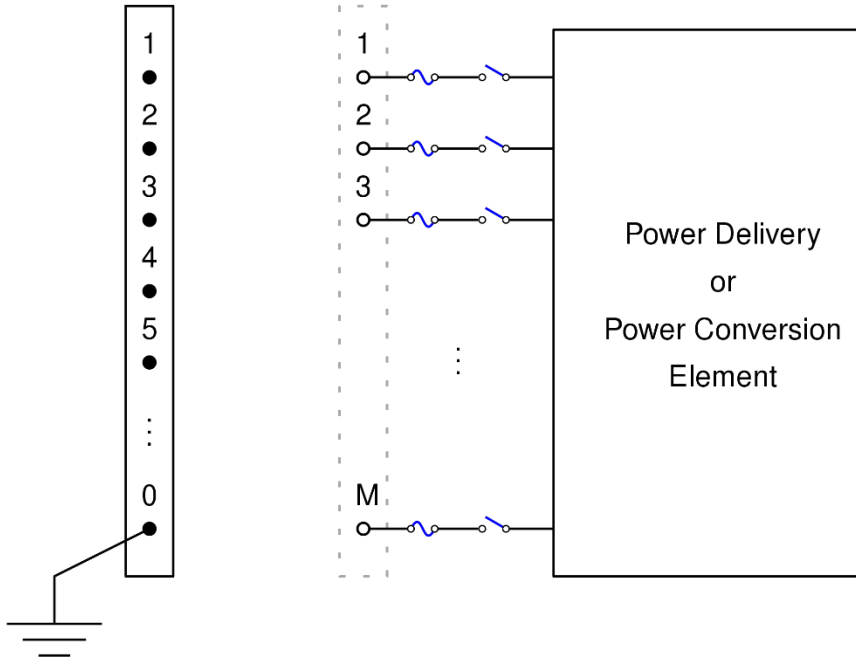 1
2
3
4
5
⋮
0
1
2
3
⋮
M
Power Delivery
or
Power Conversion
Element